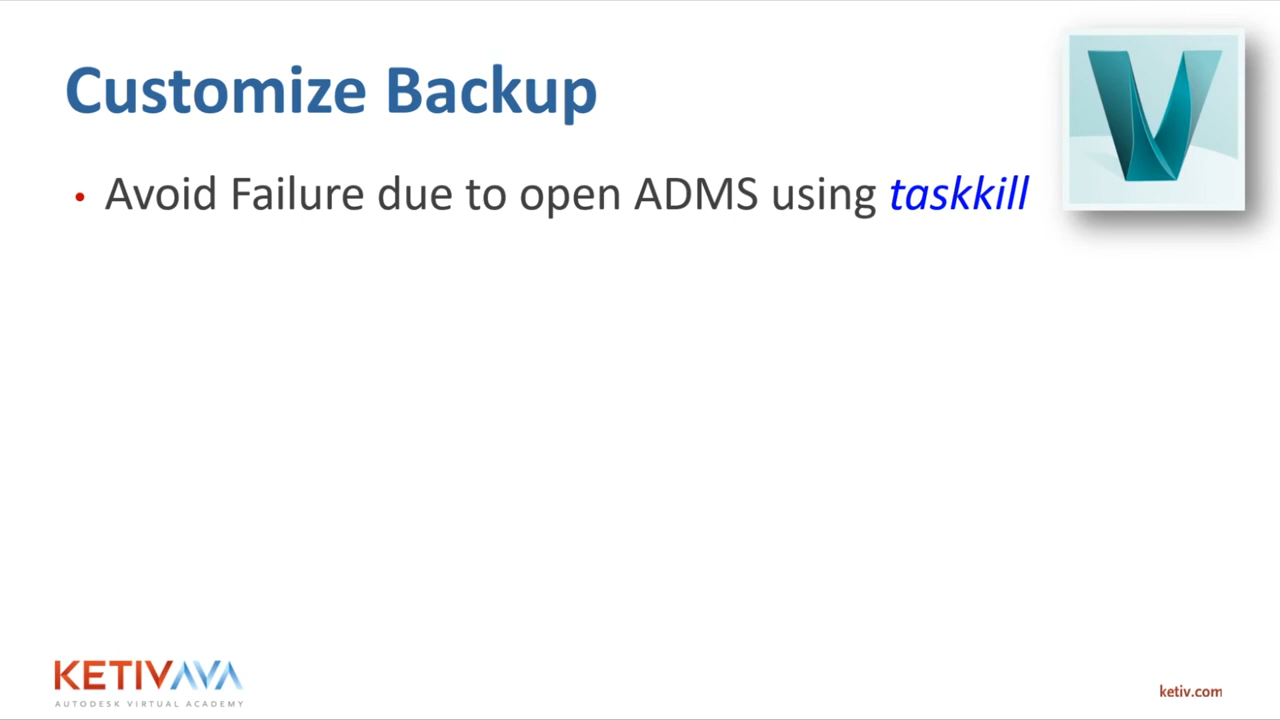 Customize Backup
• Avoid Failure due to open ADMS using taskkill
KETIVAVA
AUTODESK VIRTUAL ACADEMY
ketiv.com